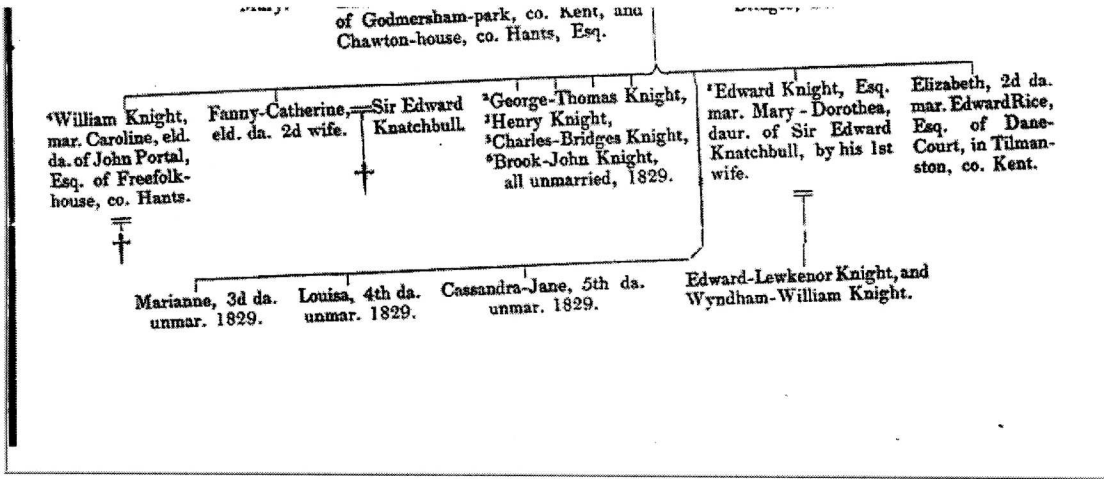 of Godmersham-park, co. Kent, and
Chawton-house, co. Hants, Esq.
⁴William Knight,
mar. Caroline, eld.
da. of John Portal,
Esq. of Freefolk-
house, co. Hants.
Fanny-Catherine,
eld. da. 2d wife.
Sir Edward
Knatchbull.
²George-Thomas Knight,
³Henry Knight,
⁵Charles-Bridges Knight,
⁶Brook-John Knight,
all unmarried, 1829.
¹Edward Knight, Esq.
mar. Mary-Dorothea,
daur. of Sir Edward
Knatchbull, by his 1st
wife.
Elizabeth, 2d da.
mar. Edward Rice,
Esq. of Dane-
Court, in Tilman-
ston, co. Kent.
Marianne, 3d da.
unmar. 1829.
Louisa, 4th da.
unmar. 1829.
Cassandra-Jane, 5th da.
unmar. 1829.
Edward-Lewkenor Knight, and
Wyndham-William Knight.